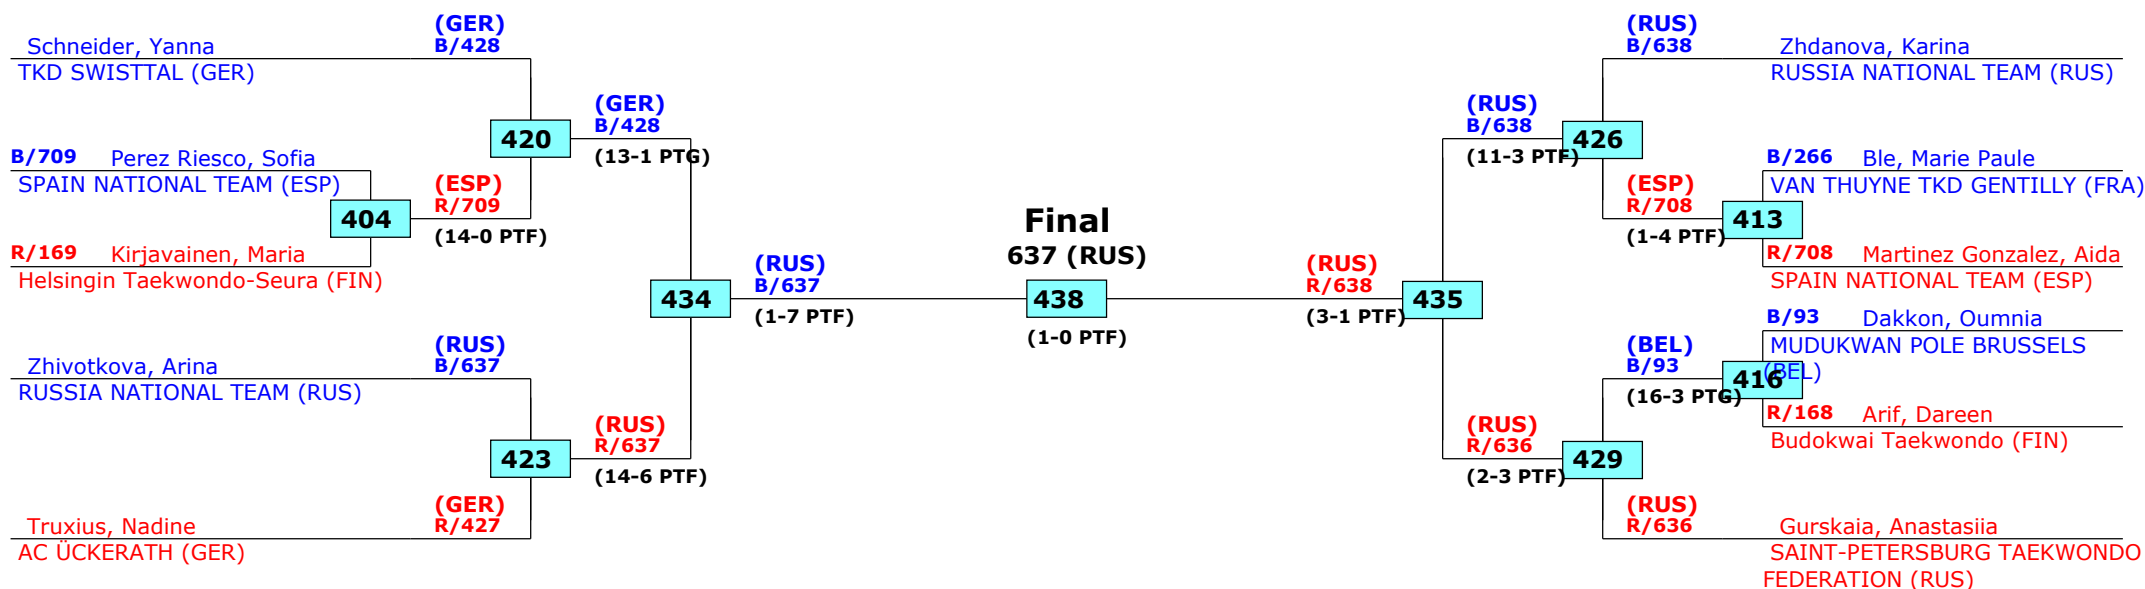 (GER)
B/428
Schneider, Yanna
TKD SWISTTAL (GER)
B/709 Perez Riesco, Sofia
SPAIN NATIONAL TEAM (ESP)
404
R/169 Kirjavainen, Maria
Helsingin Taekwondo-Seura (FIN)
(ESP)
R/709
(14-0 PTF)
420
(GER)
B/428
(13-1 PTG)
(RUS)
B/637
Zhivotkova, Arina
RUSSIA NATIONAL TEAM (RUS)
423
(RUS)
R/637
(14-6 PTF)
(GER)
R/427
Truxius, Nadine
AC ÜCKERATH (GER)
434
(RUS)
B/637
(1-7 PTF)
Final
637 (RUS)
438
(1-0 PTF)
(RUS)
R/638
(3-1 PTF)
435
(RUS)
B/638
(11-3 PTF)
426
(RUS)
B/638
Zhdanova, Karina
RUSSIA NATIONAL TEAM (RUS)
(ESP)
R/708
(1-4 PTF)
413
B/266 Ble, Marie Paule
VAN THUYNE TKD GENTILLY (FRA)
R/708 Martinez Gonzalez, Aida
SPAIN NATIONAL TEAM (ESP)
B/93 Dakkon, Oumnia
MUDUKWAN POLE BRUSSELS
(BEL)
416
R/168 Arif, Dareen
Budokwai Taekwondo (FIN)
(BEL)
B/93
(16-3 PTG)
(RUS)
R/636
(2-3 PTF)
429
(RUS)
R/636
Gurskaia, Anastasiia
SAINT-PETERSBURG TAEKWONDO
FEDERATION (RUS)